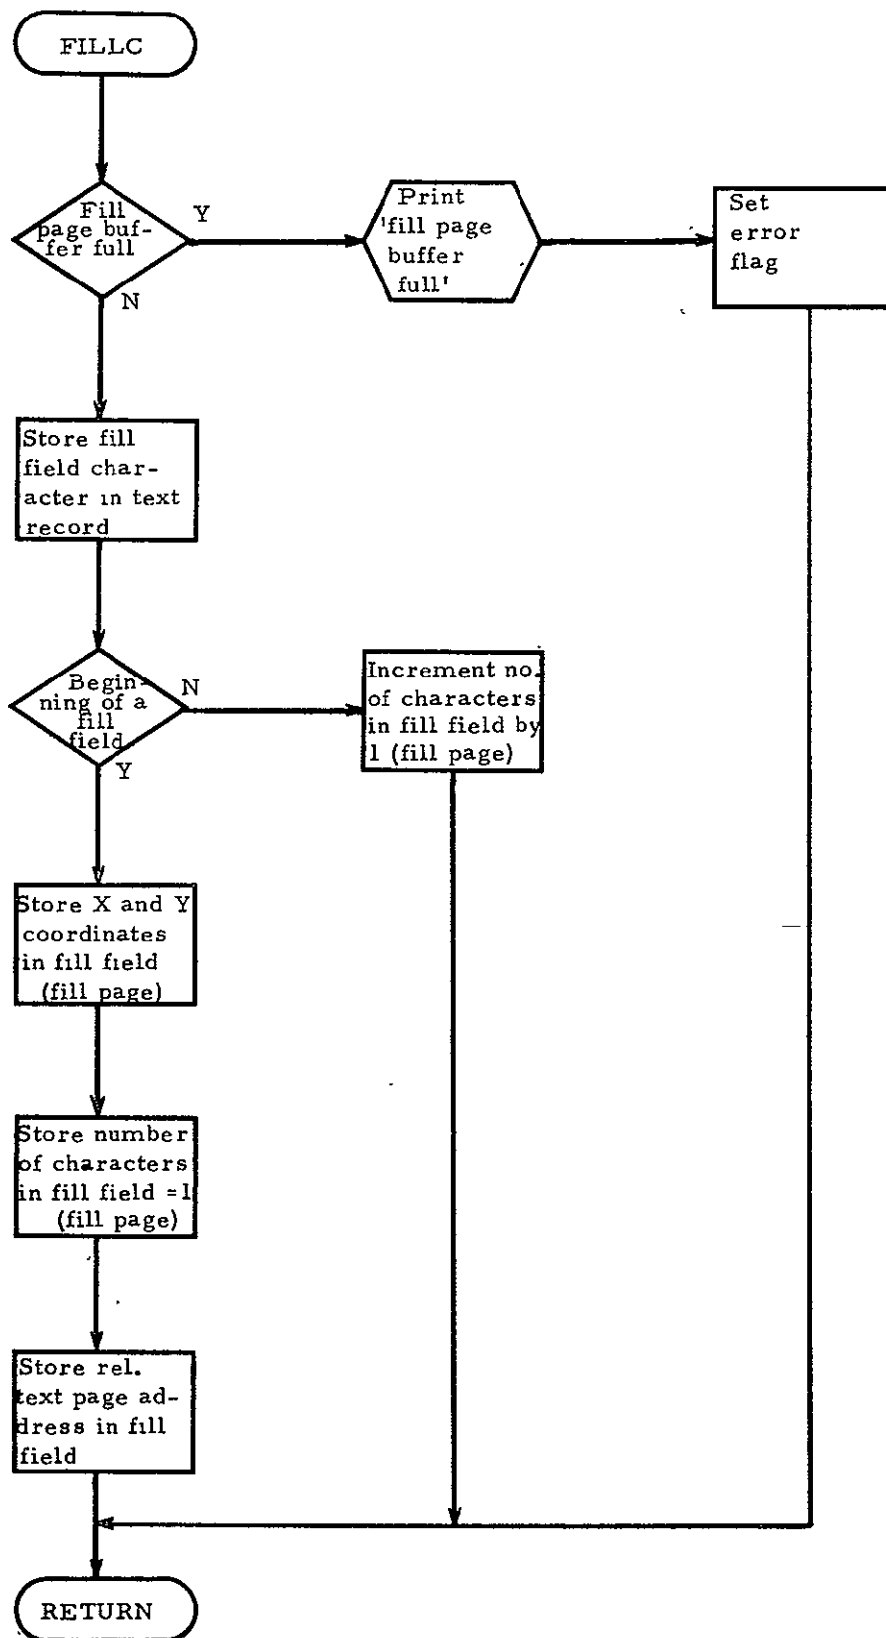 FILLC
Fill
page buf-
fer full
Y
N
Print
'fill page
buffer
full'
Set
error
flag
Store fill
field char-
acter in text
record
Begin-
ning of a
fill
field
N
Y
Increment no.
of characters
in fill field by
1 (fill page)
Store X and Y
coordinates
in fill field
(fill page)
Store number
of characters
in fill field =1
(fill page)
Store rel.
text page ad-
dress in fill
field
RETURN